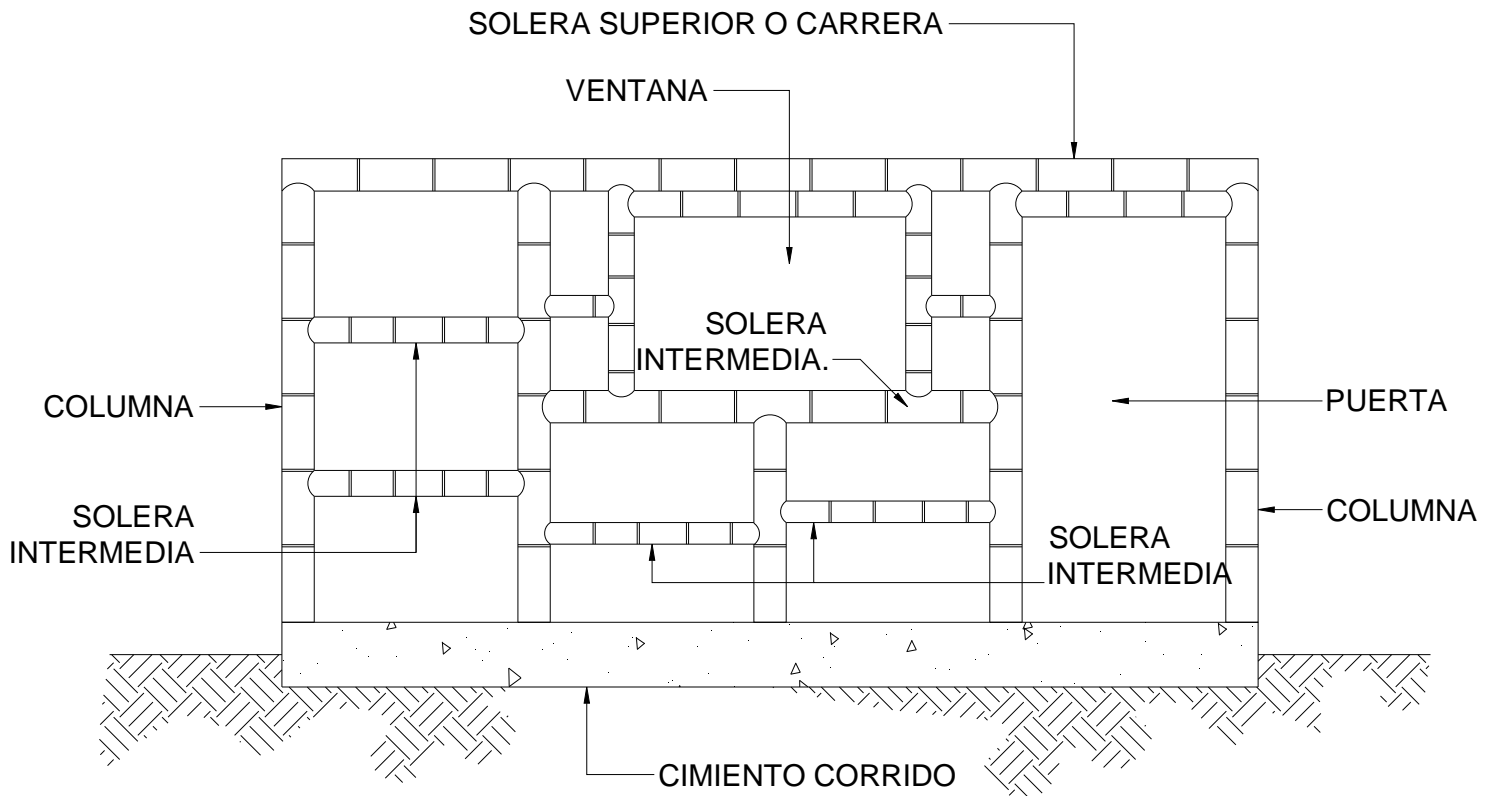 SOLERA SUPERIOR O CARRERA
VENTANA
SOLERA
INTERMEDIA.
COLUMNA
PUERTA
SOLERA
INTERMEDIA
COLUMNA
SOLERA
INTERMEDIA
CIMIENTO CORRIDO